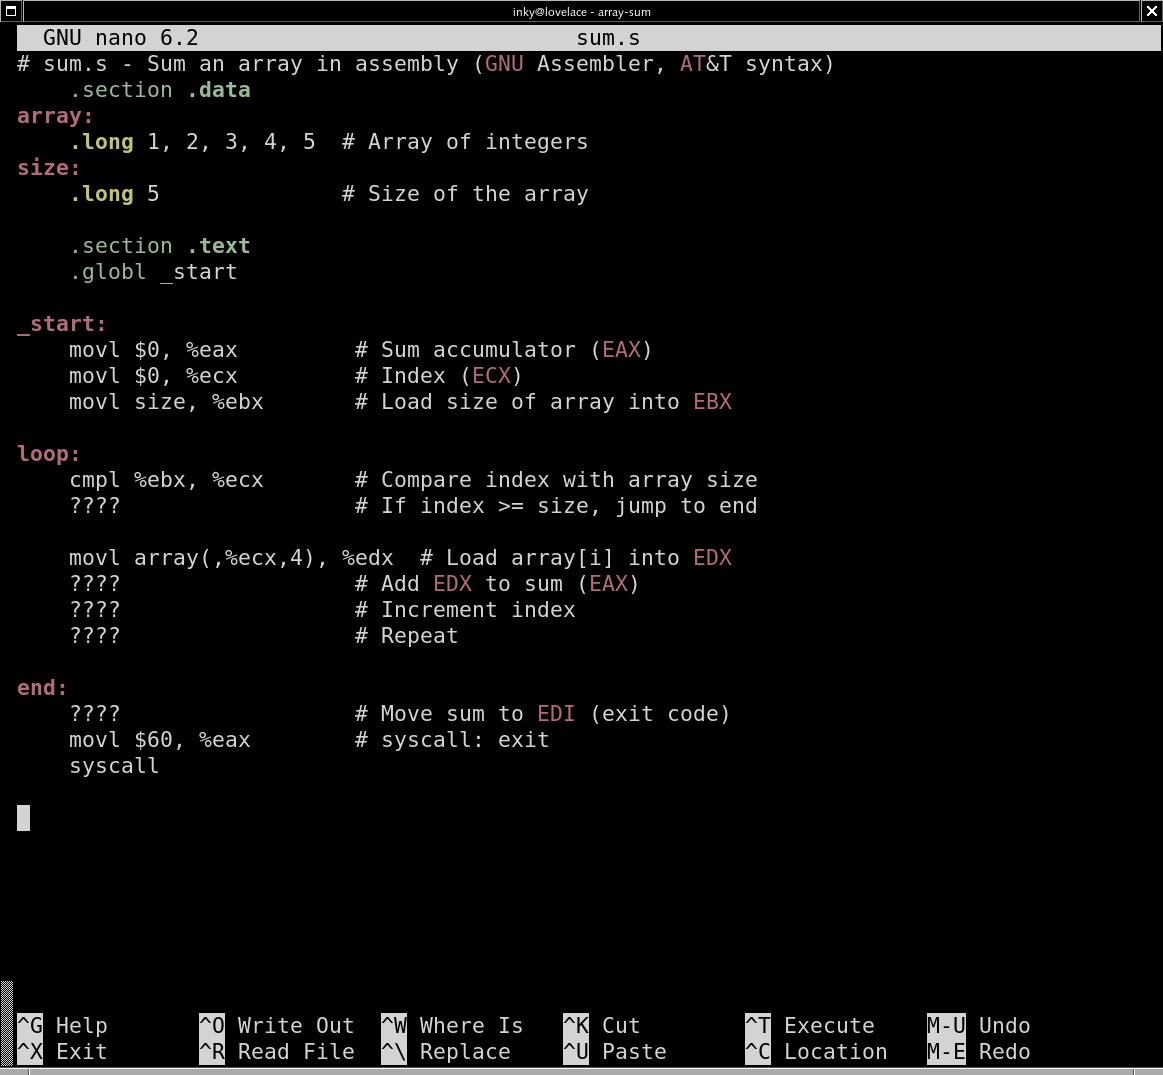 inky@lovelace - array-sum
GNU nano 6.2 sum.s
# sum.s - Sum an array in assembly (GNU Assembler, AT&T syntax)
    .section .data
array:
    .long 1, 2, 3, 4, 5  # Array of integers
size:
    .long 5              # Size of the array

    .section .text
    .globl _start

_start:
    movl $0, %eax         # Sum accumulator (EAX)
    movl $0, %ecx         # Index (ECX)
    movl size, %ebx       # Load size of array into EBX

loop:
    cmpl %ebx, %ecx       # Compare index with array size
    ????                  # If index >= size, jump to end

    movl array(,%ecx,4), %edx  # Load array[i] into EDX
    ????                  # Add EDX to sum (EAX)
    ????                  # Increment index
    ????                  # Repeat

end:
    ????                  # Move sum to EDI (exit code)
    movl $60, %eax        # syscall: exit
    syscall

^G Help ^O Write Out ^W Where Is ^K Cut ^T Execute M-U Undo
^X Exit ^R Read File ^\ Replace ^U Paste ^C Location M-E Redo